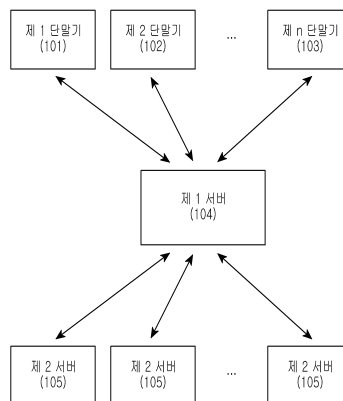 제 1 단말기
(101)
제 2 단말기
(102)
...
제 n 단말기
(103)
제 1 서버
(104)
제 2 서버
(105)
제 2 서버
(105)
...
제 2 서버
(105)